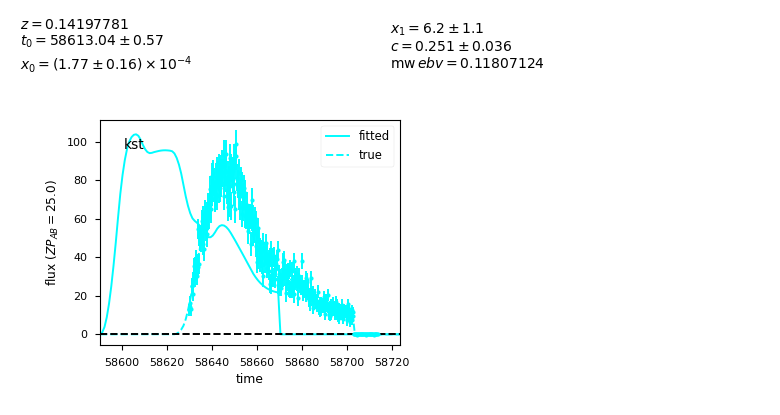 z = 0.14197781
t₀ = 58613.04 ± 0.57
x₀ = (1.77 ± 0.16) × 10⁻⁴
x₁ = 6.2 ± 1.1
c = 0.251 ± 0.036
mw ebv = 0.11807124
kst
fitted
true
100
80
60
40
20
0
flux (ZP_AB = 25.0)
58600 58620 58640 58660 58680 58700 58720
time